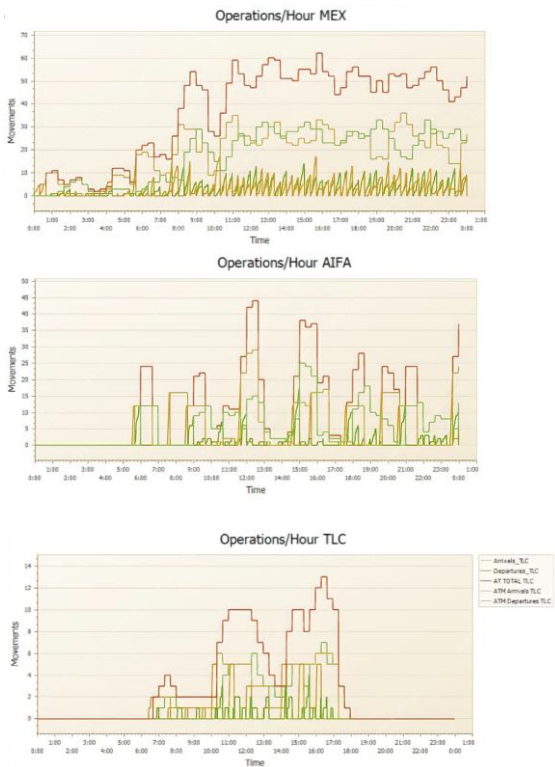 Operations/Hour MEX
70
60
50
40
30
20
10
0
Movements
1:00 3:00 5:00 7:00 9:00 11:00 13:00 15:00 17:00 19:00 21:00 23:00 1:00
0:00 2:00 4:00 6:00 8:00 10:00 12:00 14:00 16:00 18:00 20:00 22:00 0:00
Time
Operations/Hour AIFA
50
45
40
35
30
25
20
15
10
5
0
Movements
1:00 3:00 5:00 7:00 9:00 11:00 13:00 15:00 17:00 19:00 21:00 23:00 1:00
0:00 2:00 4:00 6:00 8:00 10:00 12:00 14:00 16:00 18:00 20:00 22:00 0:00
Time
Operations/Hour TLC
14
12
10
8
6
4
2
0
Movements
1:00 3:00 5:00 7:00 9:00 11:00 13:00 15:00 17:00 19:00 21:00 23:00 1:00
0:00 2:00 4:00 6:00 8:00 10:00 12:00 14:00 16:00 18:00 20:00 22:00 0:00
Time
Arrivals_TLC
Departures_TLC
AT TOTAL TLC
ATM Arrivals TLC
ATM Departures TLC